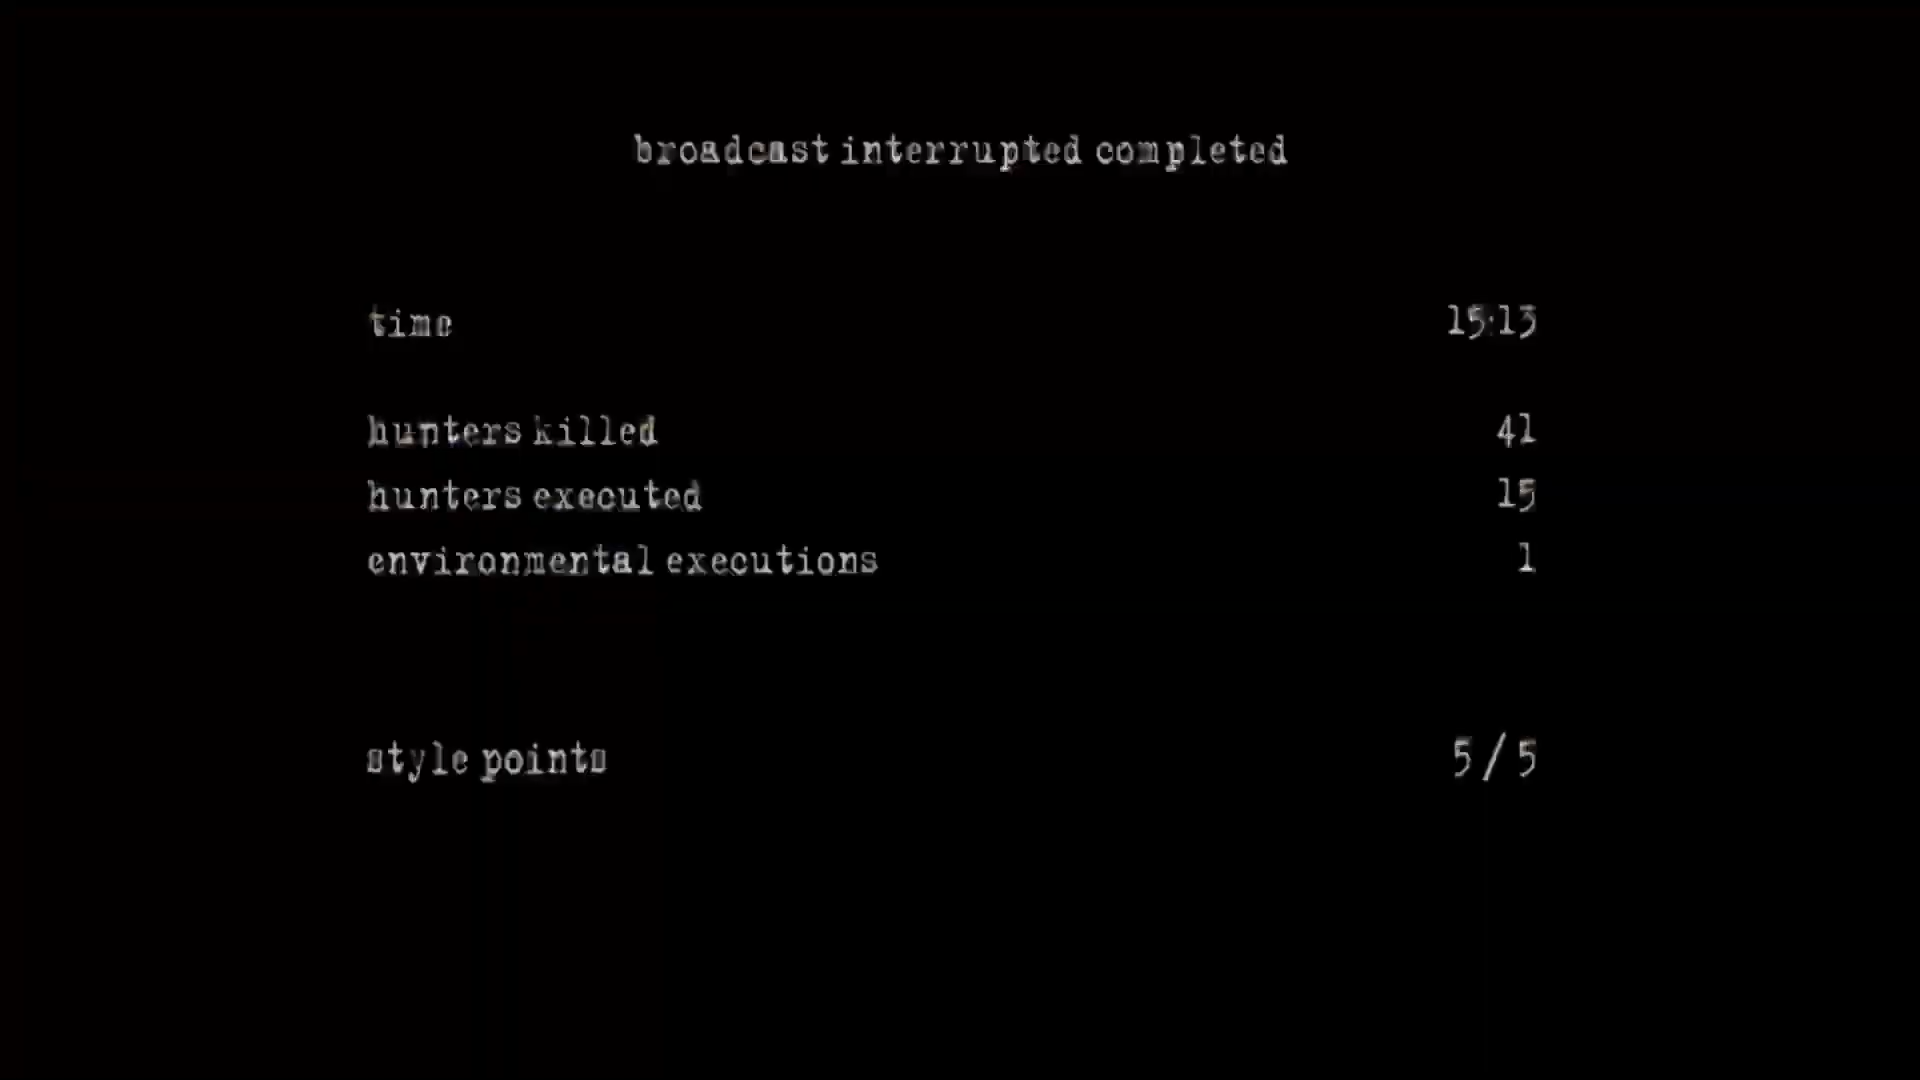 broadcast interrupted completed
time 15:13
hunters killed 41
hunters executed 15
environmental executions 1
style points 5/5